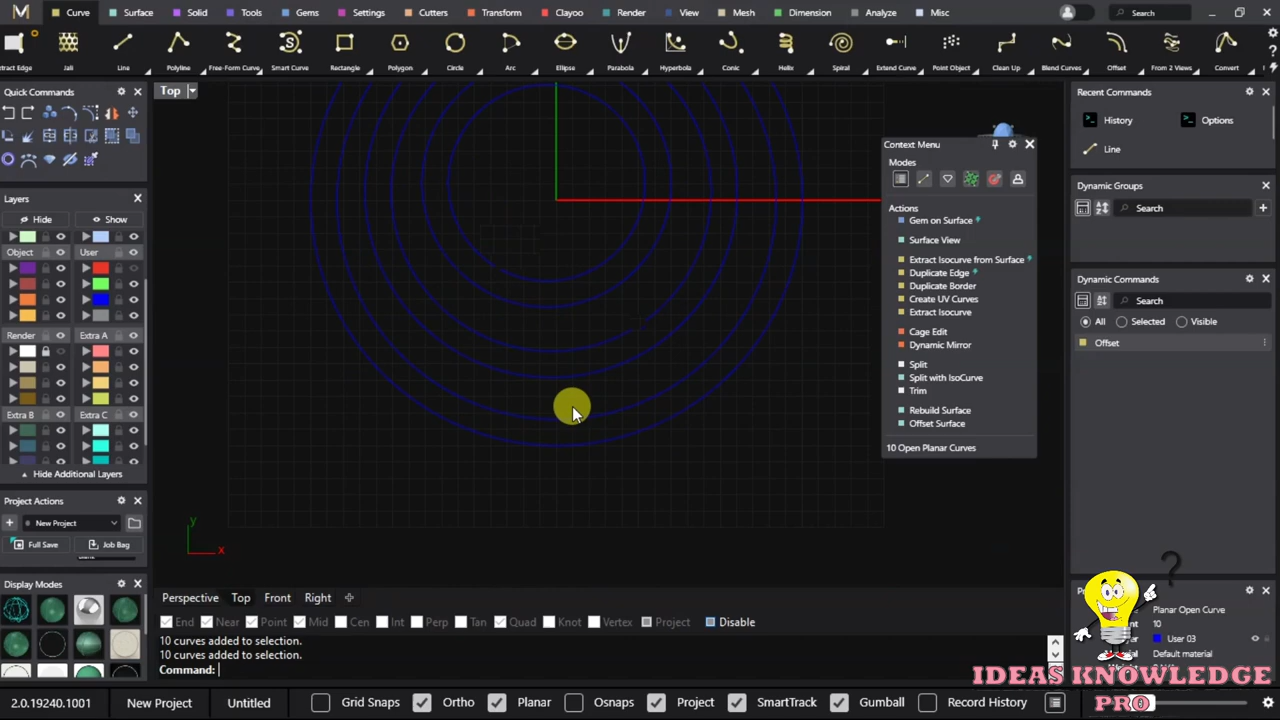 Curve Surface Solid Tools Gems Settings Cutters Transform Clayoo Render View Mesh Dimension Analyze Misc Search
xtract Edge Jali Line Polyline Free-Form Curve Smart Curve Rectangle Polygon Circle Arc Ellipse Parabola Hyperbola Conic Helix Spiral Extend Curve Point Object Clean Up Blend Curves Offset From 2 Views Convert
Quick Commands
Top
Recent Commands
History Options
Line
Context Menu
Modes
Actions
Gem on Surface
Surface View
Extract Isocurve from Surface
Duplicate Edge
Duplicate Border
Create UV Curves
Extract Isocurve
Cage Edit
Dynamic Mirror
Split
Split with IsoCurve
Trim
Rebuild Surface
Offset Surface
10 Open Planar Curves
Dynamic Groups
Search
Dynamic Commands
Search
All Selected Visible
Offset
Layers
Hide Show
Object User
Render Extra A
Extra B Extra C
Hide Additional Layers
Project Actions
New Project
Full Save Job Bag
Display Modes
y
x
Perspective Top Front Right
End Near Point Mid Cen Int Perp Tan Quad Knot Vertex Project Disable
10 curves added to selection.
10 curves added to selection.
Command:
Planar Open Curve
10
User 03
Default material
?
IDEAS KNOWLEDGE
PRO
2.0.19240.1001 New Project Untitled Grid Snaps Ortho Planar Osnaps Project SmartTrack Gumball Record History